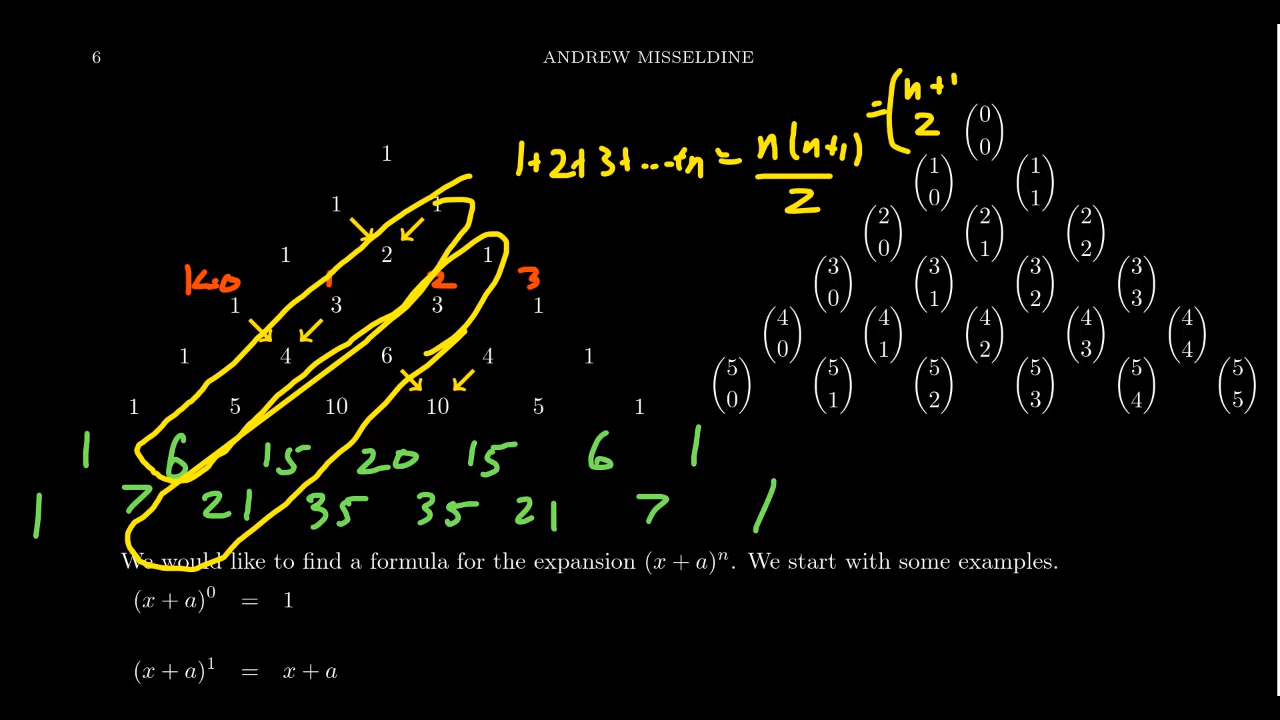 6 ANDREW MISSELDINE
1+2+3+...+n = n(n+1)/2 = (n+1 2
1
1 1
1 2 1
k=0 1 2 3
1 3 3 1
1 4 6 4 1
1 5 10 10 5 1
1 6 15 20 15 6 1
1 7 21 35 35 21 7 1
(0 0)
(1 0) (1 1)
(2 0) (2 1) (2 2)
(3 0) (3 1) (3 2) (3 3)
(4 0) (4 1) (4 2) (4 3) (4 4)
(5 0) (5 1) (5 2) (5 3) (5 4) (5 5)
We would like to find a formula for the expansion (x + a)ⁿ. We start with some examples.
(x + a)⁰ = 1
(x + a)¹ = x + a